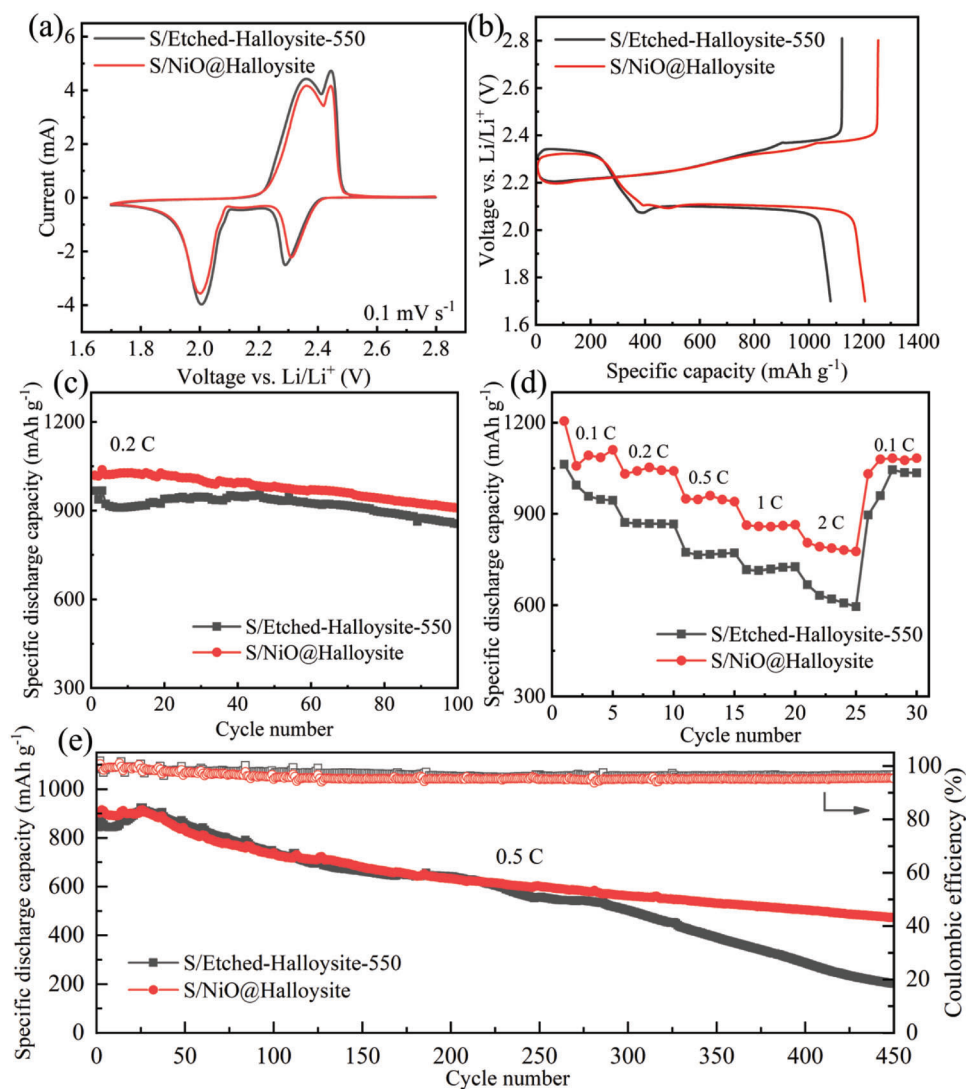 (a)
S/Etched-Halloysite-550
S/NiO@Halloysite
Current (mA)
6
4
2
0
-2
-4
0.1 mV s⁻¹
1.6 1.8 2.0 2.2 2.4 2.6 2.8
Voltage vs. Li/Li⁺ (V)
(b)
S/Etched-Halloysite-550
S/NiO@Halloysite
Voltage vs. Li/Li⁺ (V)
2.8
2.4
2.0
1.6
0 200 400 600 800 1000 1200 1400
Specific capacity (mAh g⁻¹)
(c)
Specific discharge capacity (mAh g⁻¹)
1200
900
600
300
0.2 C
S/Etched-Halloysite-550
S/NiO@Halloysite
0 20 40 60 80 100
Cycle number
(d)
Specific discharge capacity (mAh g⁻¹)
1200
900
600
300
0.1 C
0.2 C
0.5 C
1 C
2 C
0.1 C
S/Etched-Halloysite-550
S/NiO@Halloysite
0 5 10 15 20 25 30
Cycle number
(e)
Specific discharge capacity (mAh g⁻¹)
1000
800
600
400
200
0
0.5 C
S/Etched-Halloysite-550
S/NiO@Halloysite
100
80
60
40
20
0
Coulombic efficiency (%)
0 50 100 150 200 250 300 350 400 450
Cycle number